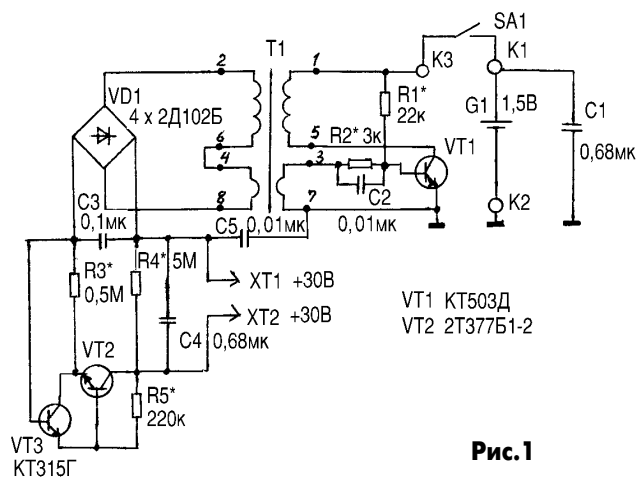 SA1
2
T1
1
K3
K1
VD1
4 x 2Д102Б
R1*
22к
G1
1,5В
C1
6
5
R2* 3к
VT1
4
3
0,68мк
C3
8
C2
7
K2
0,1мк
C5
0,01мк
0,01мк
R3*
R4*
5М
0,5М
XT1 +30В
XT2 +30В
VT1 КТ503Д
VT2 2Т377Б1-2
VT2
C4
0,68мк
R5*
220к
VT3
КТ315Г
Рис.1